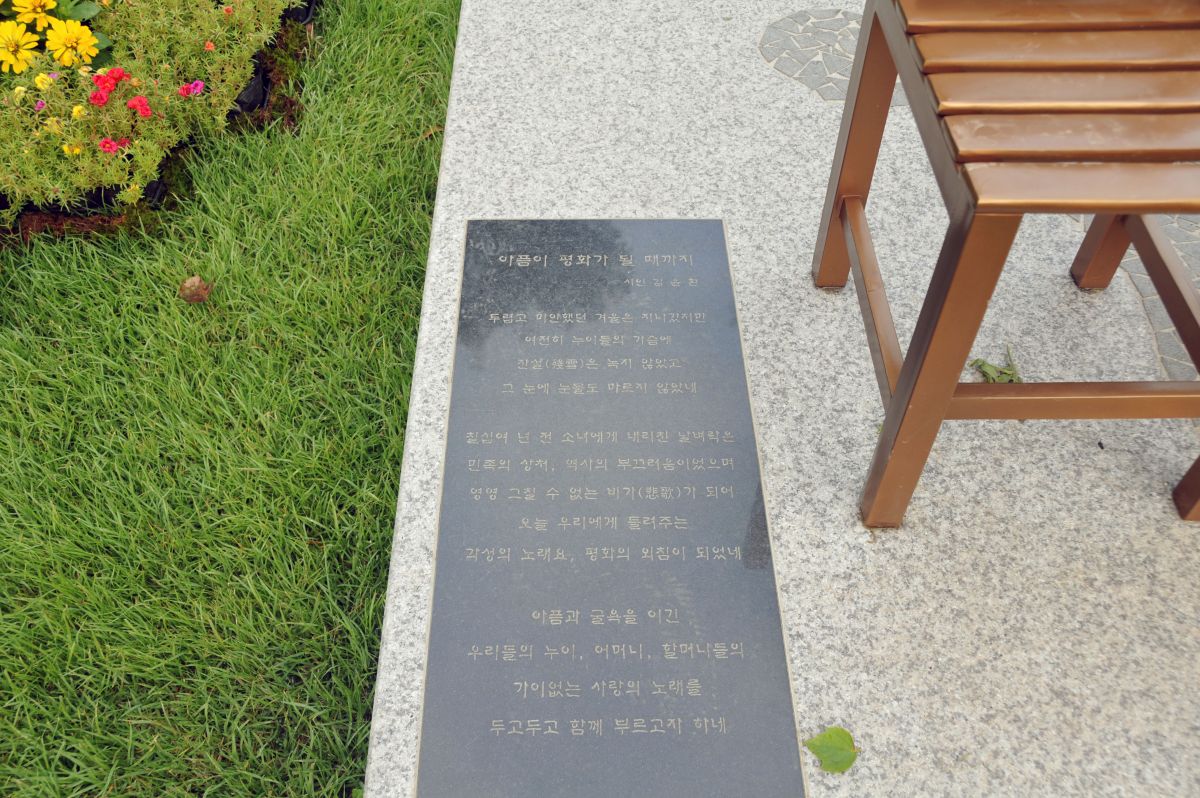 아픔이 평화가 될 때까지
시인 김 윤 환
두렵고 미안했던 겨울은 지나갔지만
여전히 누이들의 가슴에
잔설(殘雪)은 녹지 않았고
그 눈에 눈물도 마르지 않았네
칠십여 년 전 소녀에게 내리친 날벼락은
민족의 상처, 역사의 부끄러움이었으며
영영 그칠 수 없는 비가(悲歌)가 되어
오늘 우리에게 들려주는
각성의 노래요, 평화의 외침이 되었네
아픔과 굴욕을 이긴
우리들의 누이, 어머니, 할머니들의
가이없는 사랑의 노래를
두고두고 함께 부르고자 하네